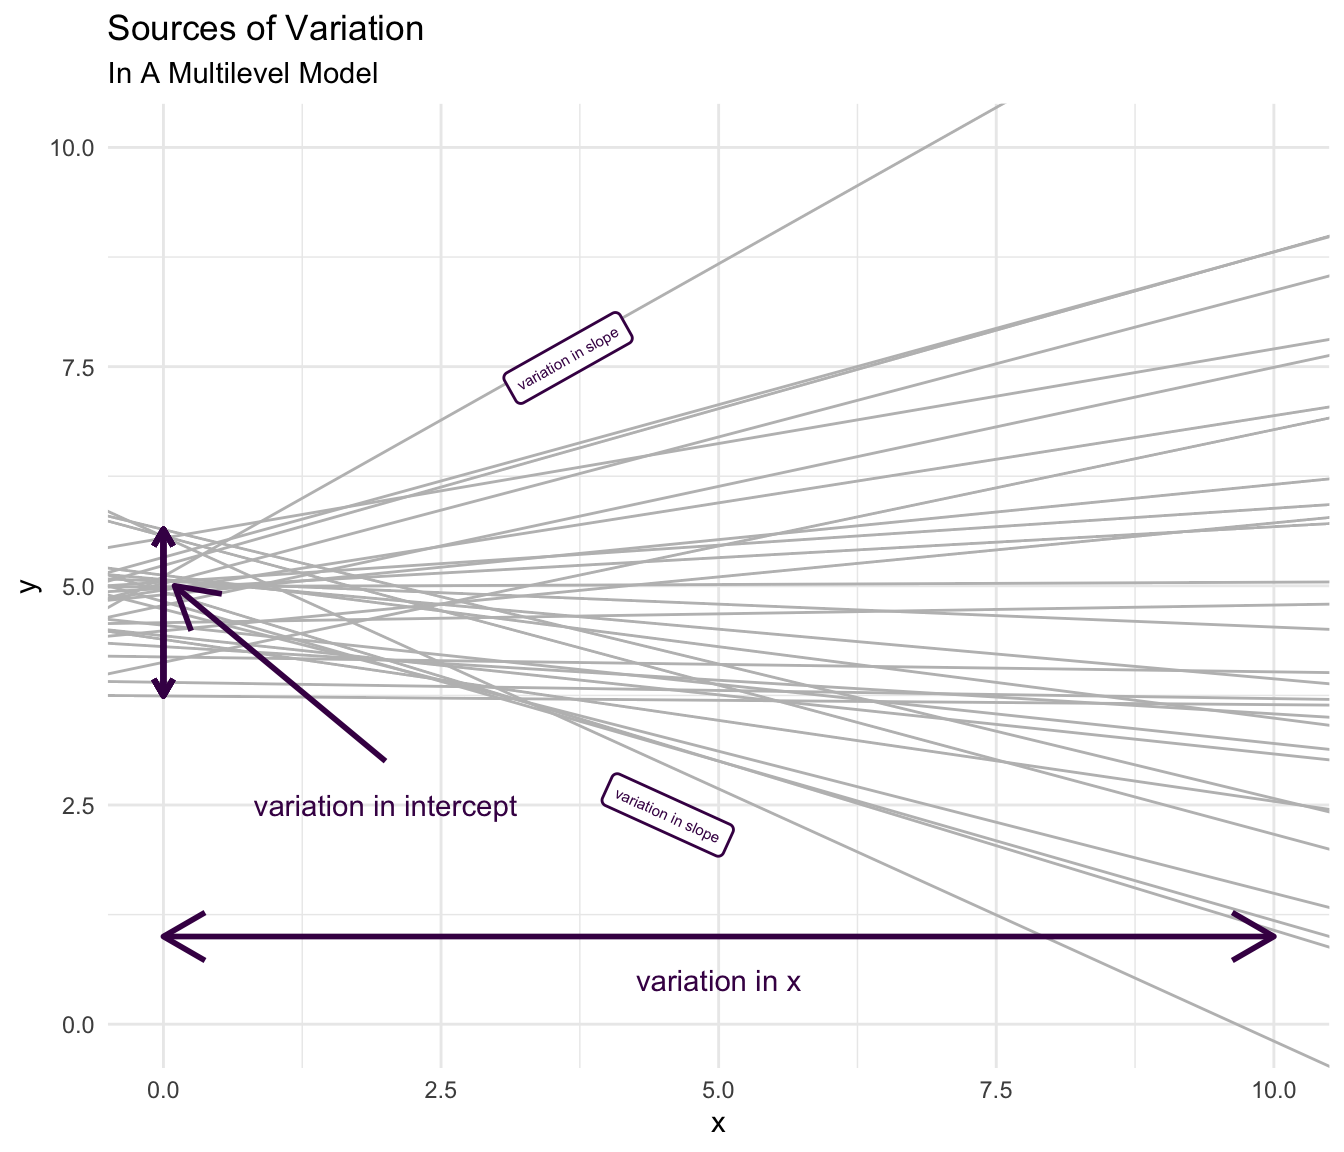 Sources of Variation
In A Multilevel Model
10.0
7.5
5.0
2.5
0.0
y
variation in slope
variation in intercept
variation in slope
variation in x
0.0 2.5 5.0 7.5 10.0
x